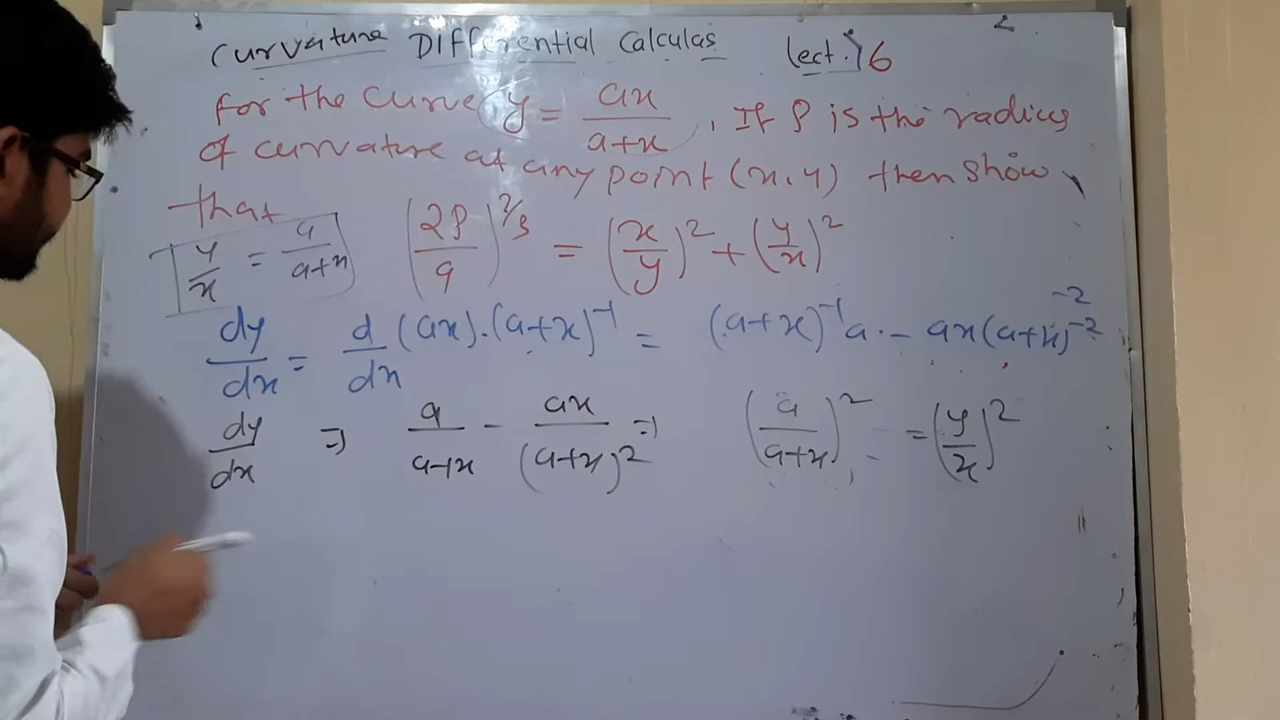 Curvature Differential Calculas lect. 16
For the Curve y = ax/(a+x) , If ρ is the radius
of curvature at any point (x,y) then show
that
y/x = a/(a+x) (2ρ/a)^2/3 = (x/y)^2 + (y/x)^2
dy/dx = d/dx (ax).(a+x)^-1 = (a+x)^-1 a. - ax(a+x)^-2 -2
dy/dx ⇒ a/(a+x) - ax/(a+x)^2 ⇒ (a/(a+x))^2 = (y/x)^2